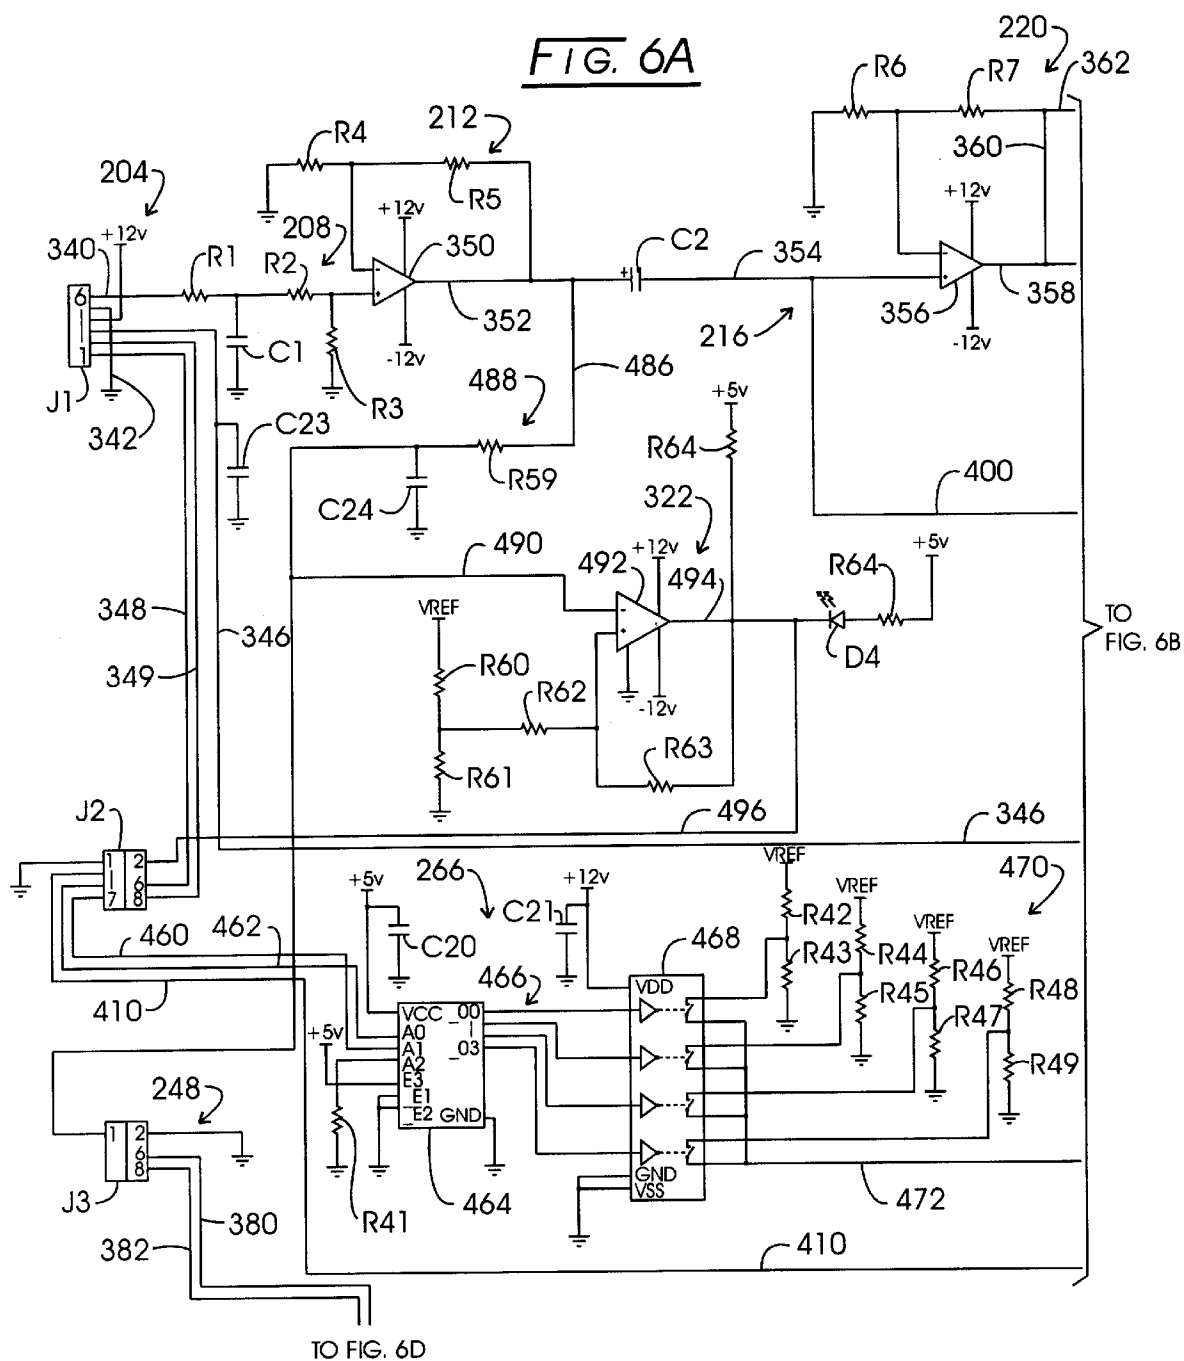 FIG. 6A
220
R6
R7
362
R4
212
360
204
R5
+12v
+12v
+12v
208
350
C2
354
340
R1
R2
6
1
352
356
358
216
-12v
-12v
C1
486
J1
R3
488
+5v
342
C23
R64
R59
400
C24
322
490
+12v
+5v
492
494
R64
348
VREF
TO
FIG. 6B
346
D4
R60
349
R62
-12v
R63
R61
J2
496
346
1
2
6
7
8
VREF
+5v
266
+12v
VREF
470
C21
R42
VREF
462
468
460
C20
VREF
R43
R44
R46
410
466
VDD
R45
R48
VCC
_00
R47
+5v
A0
_1
A1
_03
A2
R49
E3
248
_E1
_E2
GND
1
2
6
8
GND
VSS
J3
464
472
380
R41
382
410
TO FIG. 6D